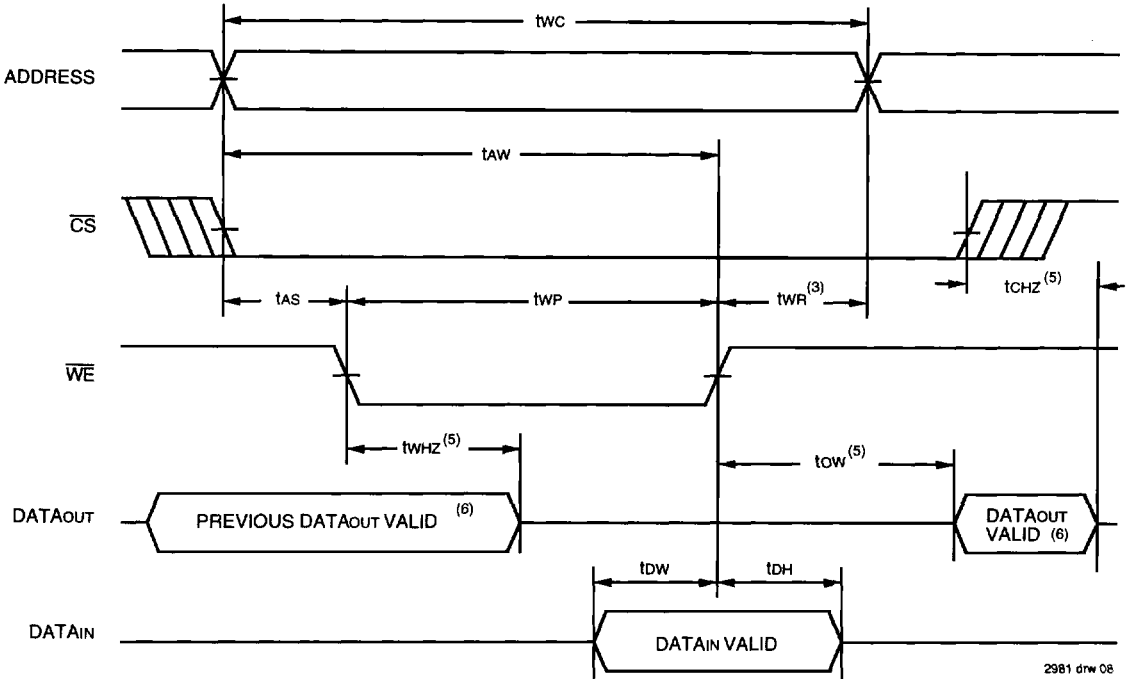 tWC
ADDRESS
tAW
CS
tAS
tWP
tWR (3)
tCHZ (5)
WE
tWHZ (5)
tOW (5)
DATAOUT
PREVIOUS DATAOUT VALID (6)
DATAOUT
VALID (6)
tDW
tDH
DATAIN
DATAIN VALID
2981 drw 08